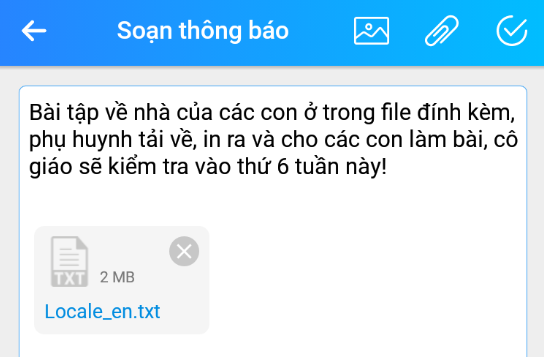 Soạn thông báo
Bài tập về nhà của các con ở trong file đính kèm,
phụ huynh tải về, in ra và cho các con làm bài, cô
giáo sẽ kiểm tra vào thứ 6 tuần này!
TXT
2 MB
Locale_en.txt